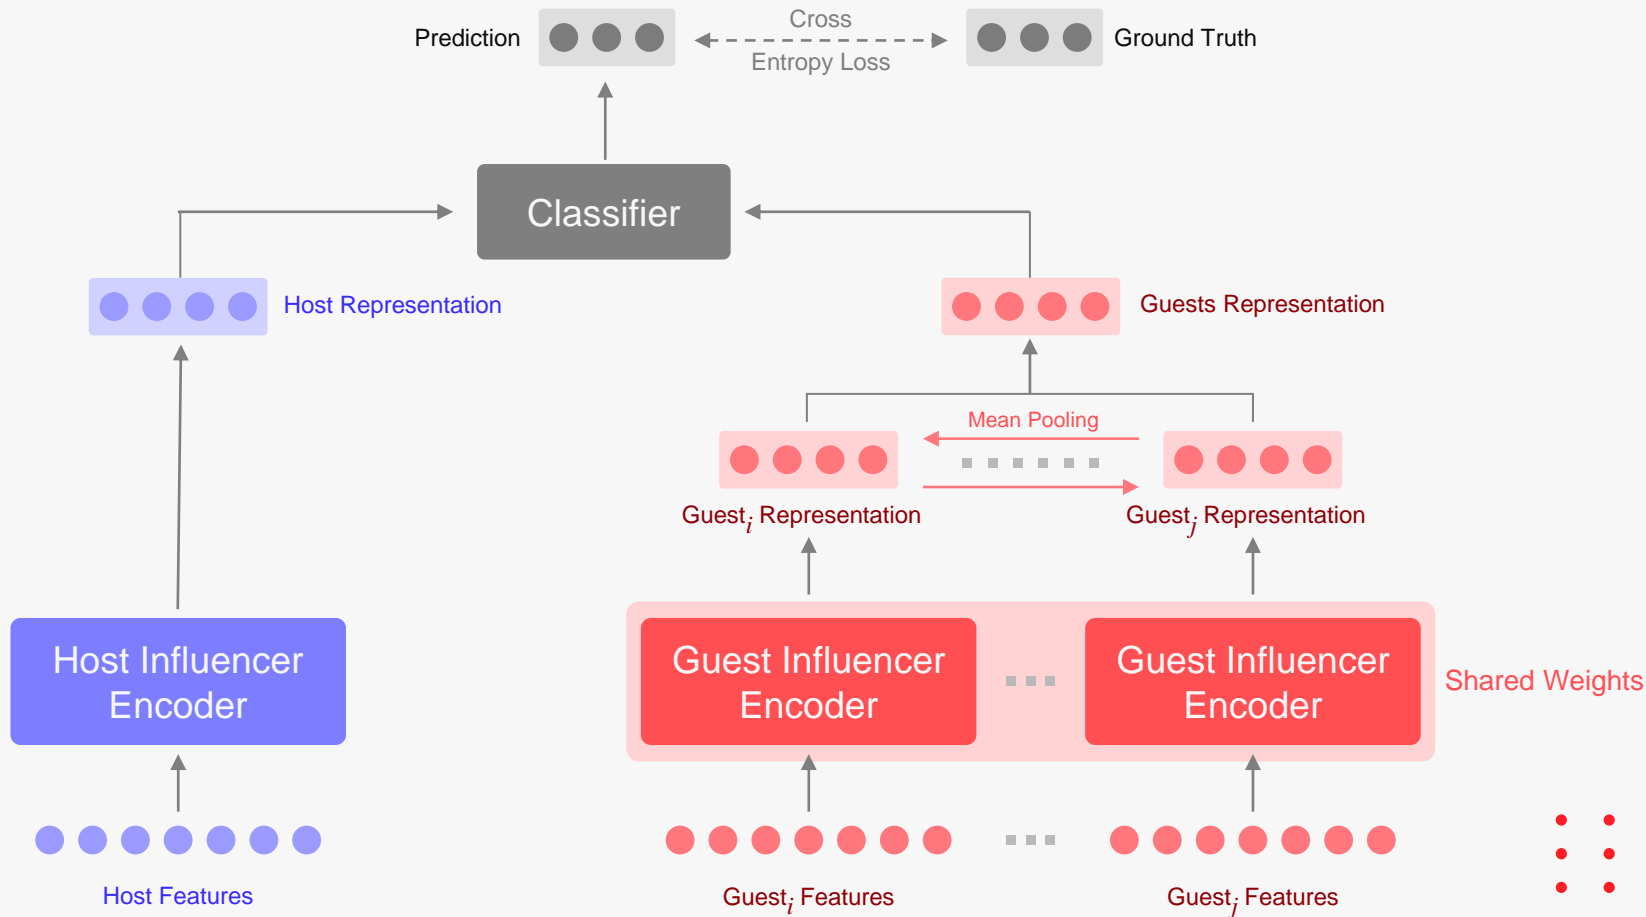 Prediction
Cross
Entropy Loss
Ground Truth
Classifier
Host Representation
Guests Representation
Mean Pooling
Guest_i Representation
Guest_j Representation
Host Influencer
Encoder
Guest Influencer
Encoder
Guest Influencer
Encoder
Shared Weights
Host Features
Guest_i Features
Guest_j Features